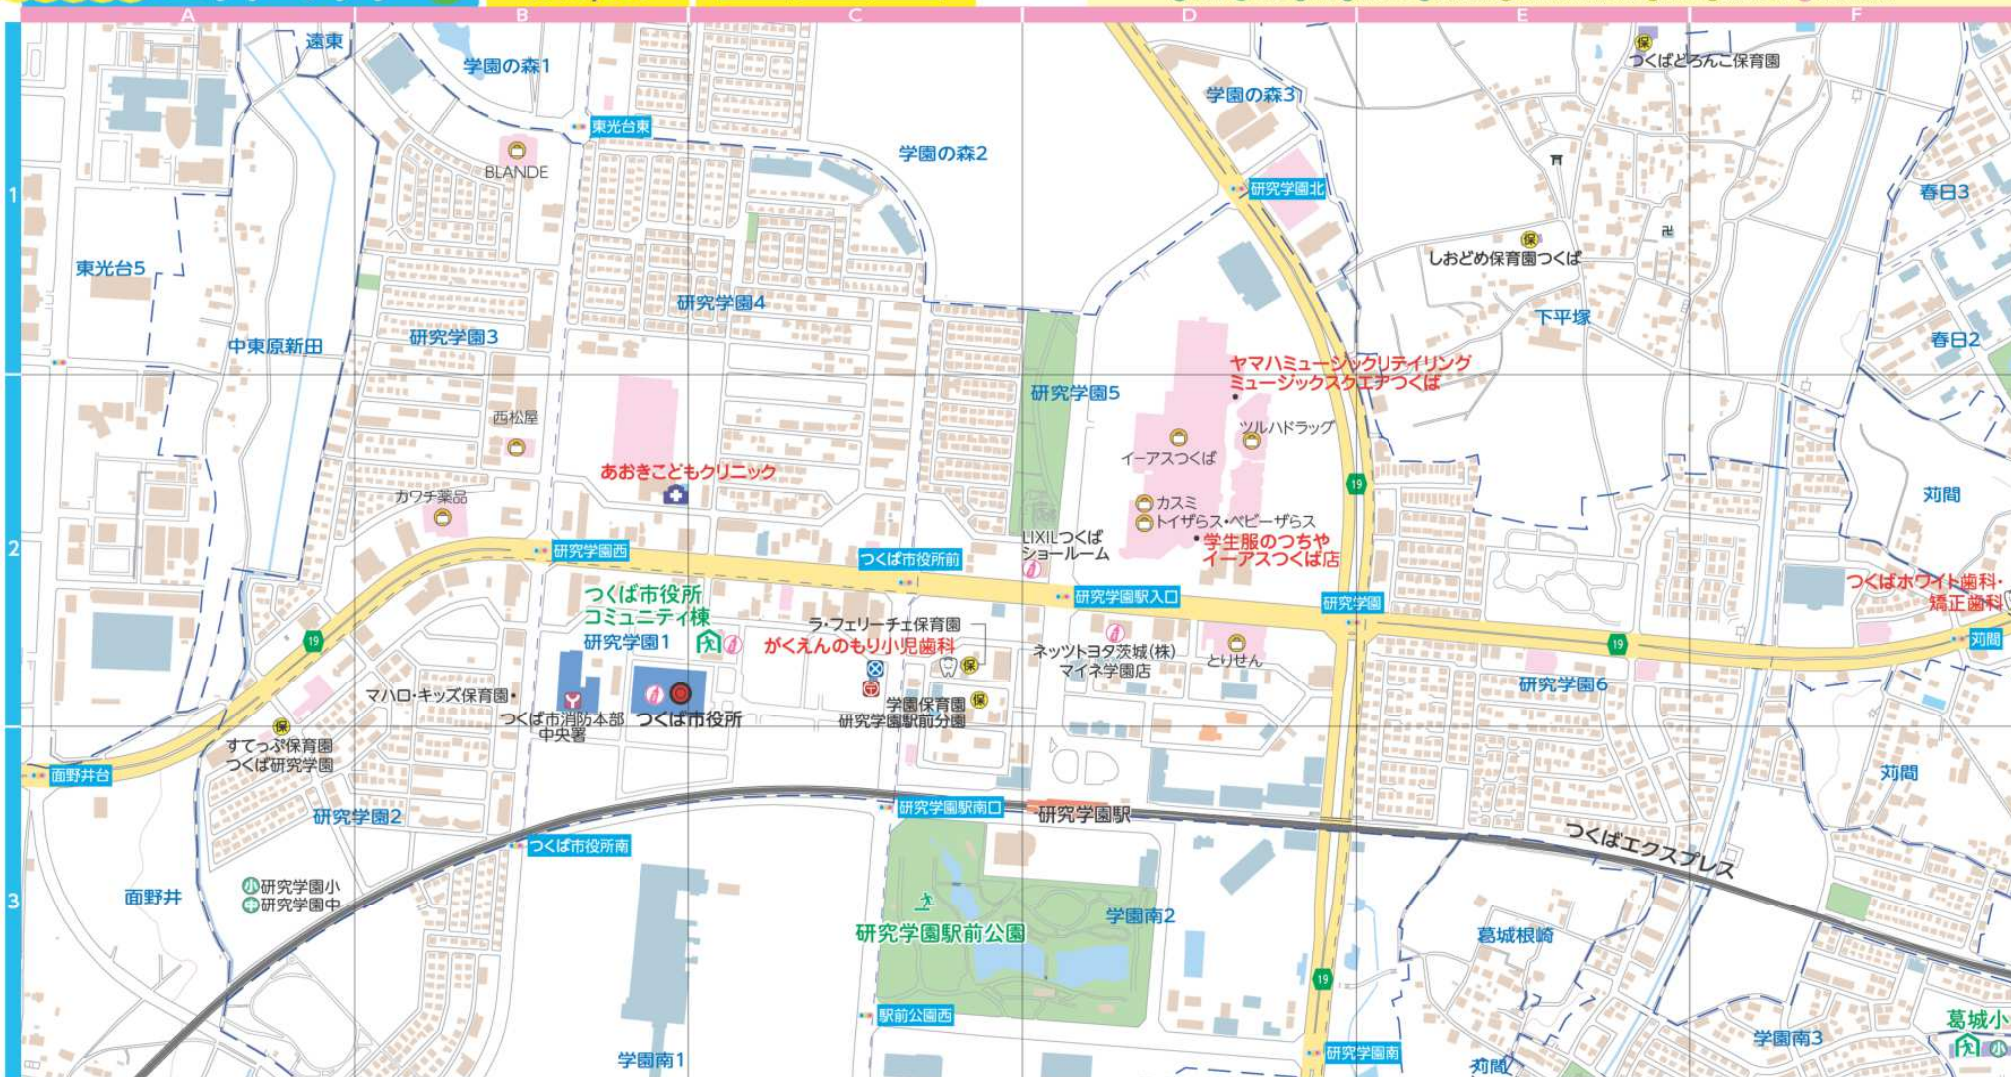 A
B
C
D
E
F
遠東
学園の森1
学園の森3
保
つくばどろんこ保育園
東光台東
BLANDE
学園の森2
1
研究学園北
春日3
東光台5
保
しおどめ保育園つくば
研究学園4
下平塚
中東原新田
研究学園3
春日2
ヤマハミュージックリテイリング
ミュージックスクエアつくば
研究学園5
西松屋
ツルハドラッグ
イーアスつくば
あおきこどもクリニック
19
カワチ薬品
カスミ
トイザらス・ベビーザらス
苅間
LIXILつくば
ショールーム
学生服のつちや
イーアスつくば店
2
研究学園西
つくば市役所前
つくばホワイト歯科・
矯正歯科
つくば市役所
コミュニティ棟
研究学園駅入口
研究学園
19
研究学園1
ラ・フェリーチェ保育園
がくえんのもり小児歯科
保
ネッツトヨタ茨城(株)
マイネ学園店
とりせん
19
苅間
マハロ・キッズ保育園
研究学園6
学園保育園
研究学園駅前分園
保
つくば市消防本部
中央署
つくば市役所
保
すてっぷ保育園
つくば研究学園
面野井台
苅間
研究学園2
研究学園駅南口
研究学園駅
つくば市役所南
つくばエクスプレス
小研究学園小
中研究学園中
3
面野井
研究学園駅前公園
学園南2
葛城根崎
19
駅前公園西
葛城小
小
学園南1
研究学園南
苅間
学園南3